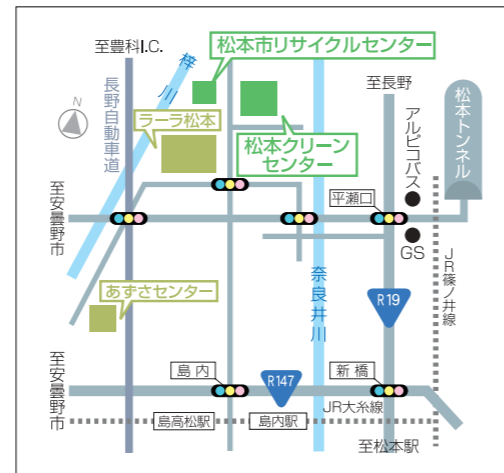 至豊科I.C.
梓川
松本市リサイクルセンター
至長野
松本トンネル
N
長野自動車道
ラーラ松本
松本クリーン
センター
アルピコバス
至安曇野市
平瀬口
GS
JR篠ノ井線
あずさセンター
奈良井川
R19
至安曇野市
島内
R147
新橋
JR大糸線
島高松駅
島内駅
至松本駅